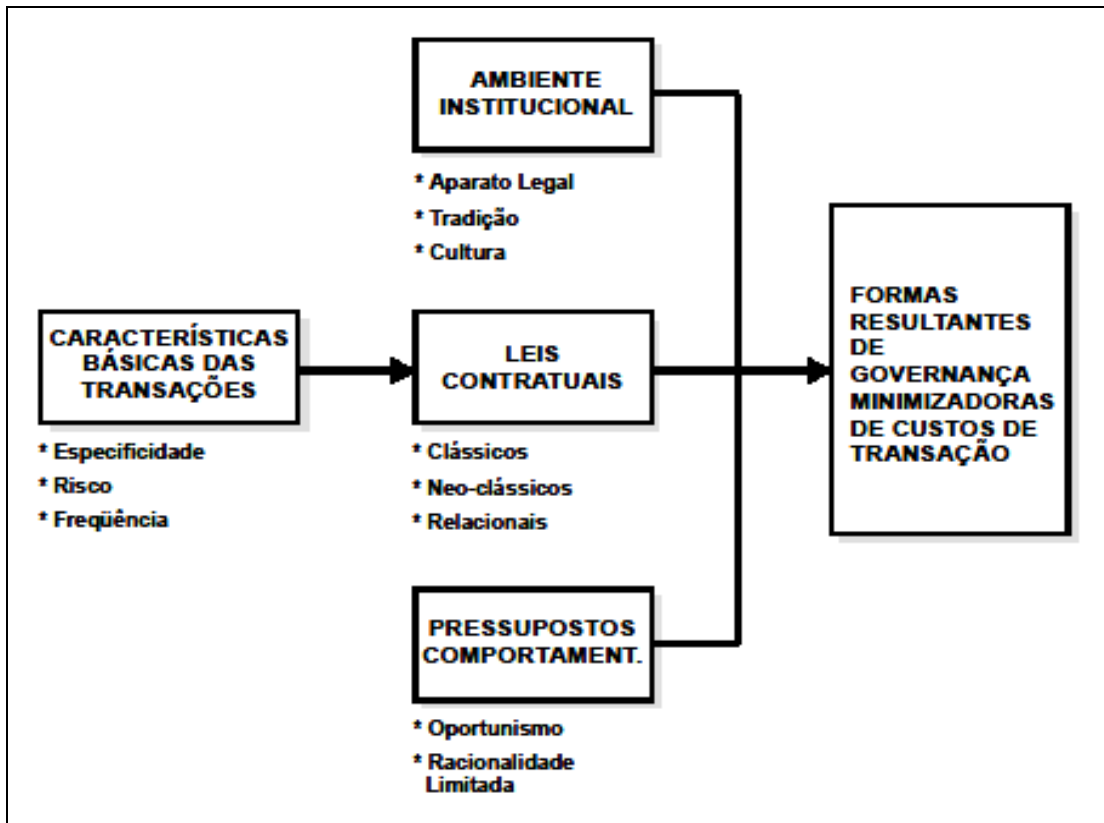 AMBIENTE
INSTITUCIONAL
* Aparato Legal
* Tradição
* Cultura
CARACTERÍSTICAS
BÁSICAS DAS
TRANSAÇÕES
* Especificidade
* Risco
* Freqüência
LEIS
CONTRATUAIS
* Clássicos
* Neo-clássicos
* Relacionais
PRESSUPOSTOS
COMPORTAMENT.
* Oportunismo
* Racionalidade
Limitada
FORMAS
RESULTANTES
DE
GOVERNANÇA
MINIMIZADORAS
DE CUSTOS DE
TRANSAÇÃO